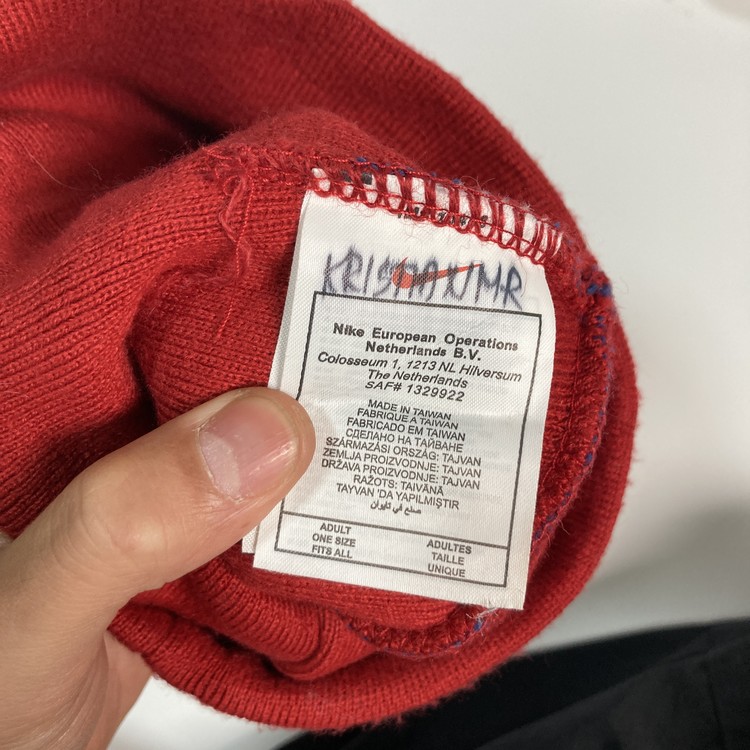 KRISTIAN MR
Nike European Operations
Netherlands B.V.
Colosseum 1, 1213 NL Hilversum
The Netherlands
SAF# 1329922
MADE IN TAIWAN
FABRIQUE A TAIWAN
FABRICADO EM TAIWAN
СДЕЛАНО НА ТАЙВАНЕ
SZÁRMAZÁSI ORSZÁG: TAJVAN
ZEMLJA PROIZVODNJE: TAJVAN
DRŽAVA PROIZVODNJE: TAJVAN
RAŽOTS: TAIVĀNĀ
TAYVAN 'DA YAPILMIŞTIR
صنع في تايوان
ADULT
ONE SIZE
FITS ALL
ADULTES
TAILLE
UNIQUE